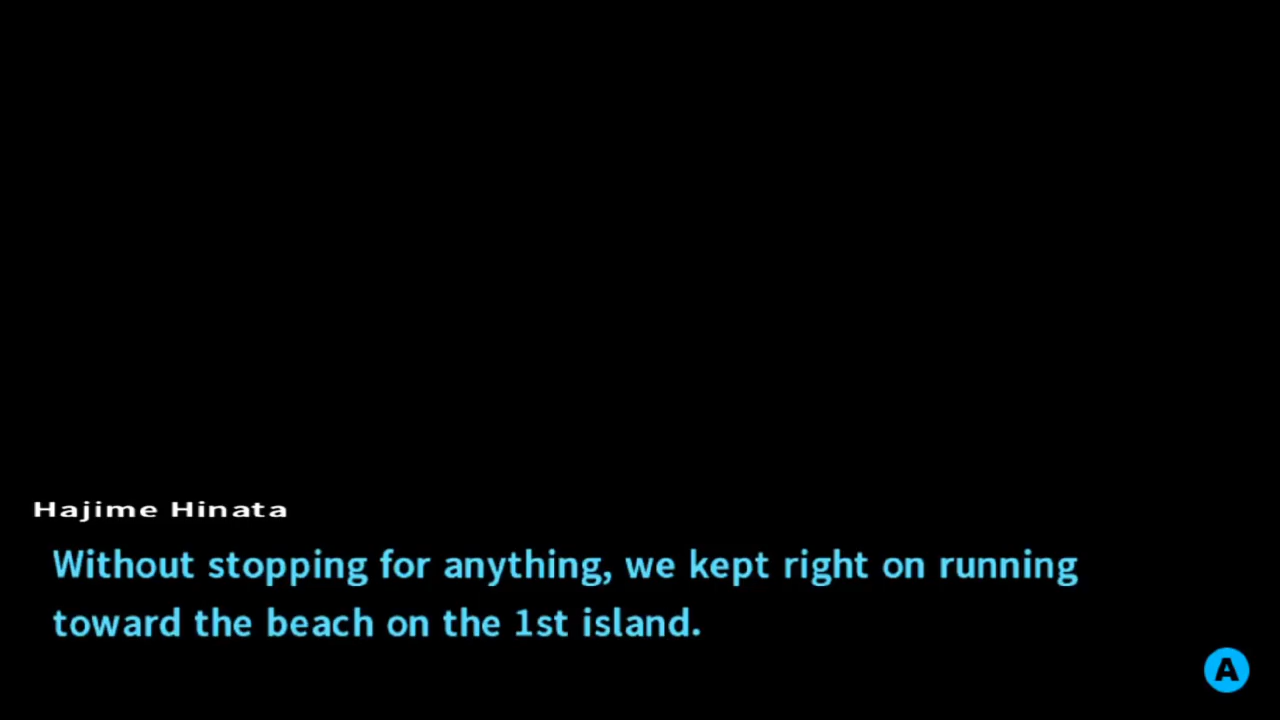 Hajime Hinata
Without stopping for anything, we kept right on running
toward the beach on the 1st island.
A